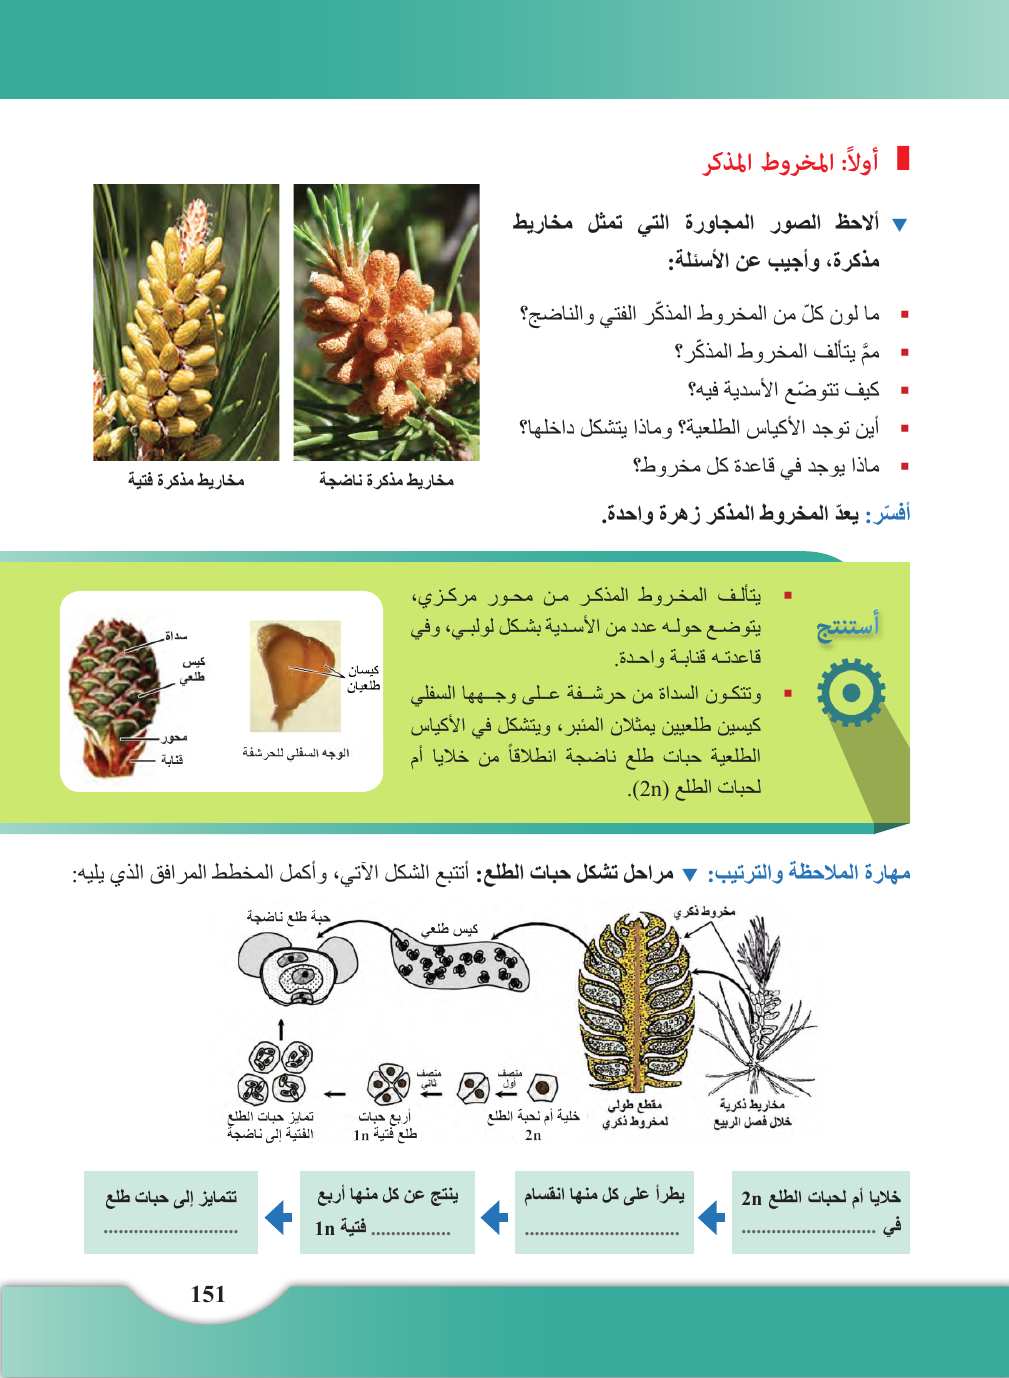 أولاً: المخروط المذكر
ألاحظ الصور المجاورة التي تمثل مخاريط
مذكرة، وأجيب عن الأسئلة:
ما لون كلّ من المخروط المذكّر الفتي والناضج؟
ممَّ يتألف المخروط المذكّر؟
كيف تتوضّع الأسدية فيه؟
أين توجد الأكياس الطلعية؟ وماذا يتشكل داخلها؟
ماذا يوجد في قاعدة كل مخروط؟
مخاريط مذكرة ناضجة
مخاريط مذكرة فتية
أفسّر: يعدّ المخروط المذكر زهرة واحدة.
أستنتج
يتألف المخروط المذكر من محور مركزي،
يتوضع حوله عدد من الأسدية بشكل لولبي، وفي
قاعدته قنابة واحدة.
وتتكون السداة من حرشفة على وجهها السفلي
كيسين طلعيين يمثلان المئبر، ويتشكل في الأكياس
الطلعية حبات طلع ناضجة انطلاقاً من خلايا أم
لحبات الطلع (2n).
كيسان
طلعيان
الوجه السفلي للحرشفة
سداة
كيس
طلعي
محور
قنابة
مهارة الملاحظة والترتيب: مراحل تشكل حبات الطلع: أتتبع الشكل الآتي، وأكمل المخطط المرافق الذي يليه:
مخروط ذكري
كيس طلعي
حبة طلع ناضجة
مخاريط ذكرية
خلال فصل الربيع
مقطع طولي
لمخروط ذكري
خلية أم لحبة الطلع
2n
منصف
أول
منصف
ثاني
أربع حبات
طلع فتية 1n
تمايز حبات الطلع
الفتية إلى ناضجة
خلايا أم لحبات الطلع 2n
في ...........................
يطرأ على كل منها انقسام
...............................
ينتج عن كل منها أربع
................ فتية 1n
تتمايز إلى حبات طلع
...........................
151